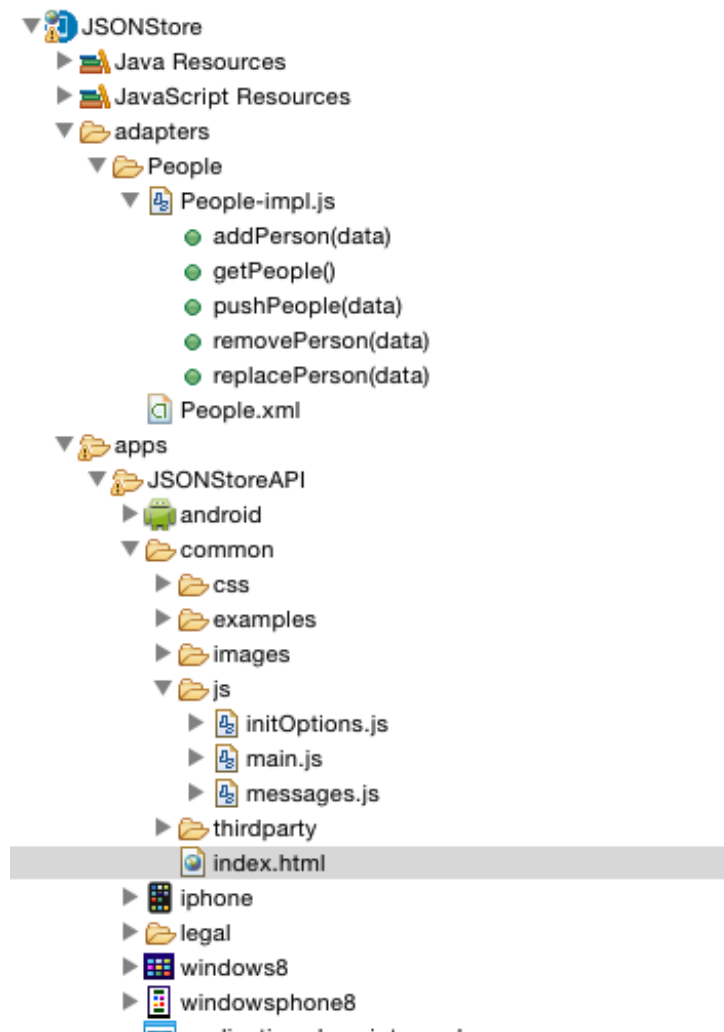 JSONStore
Java Resources
JavaScript Resources
adapters
People
People-impl.js
addPerson(data)
getPeople()
pushPeople(data)
removePerson(data)
replacePerson(data)
People.xml
apps
JSONStoreAPI
android
common
css
examples
images
js
initOptions.js
main.js
messages.js
thirdparty
index.html
iphone
legal
windows8
windowsphone8